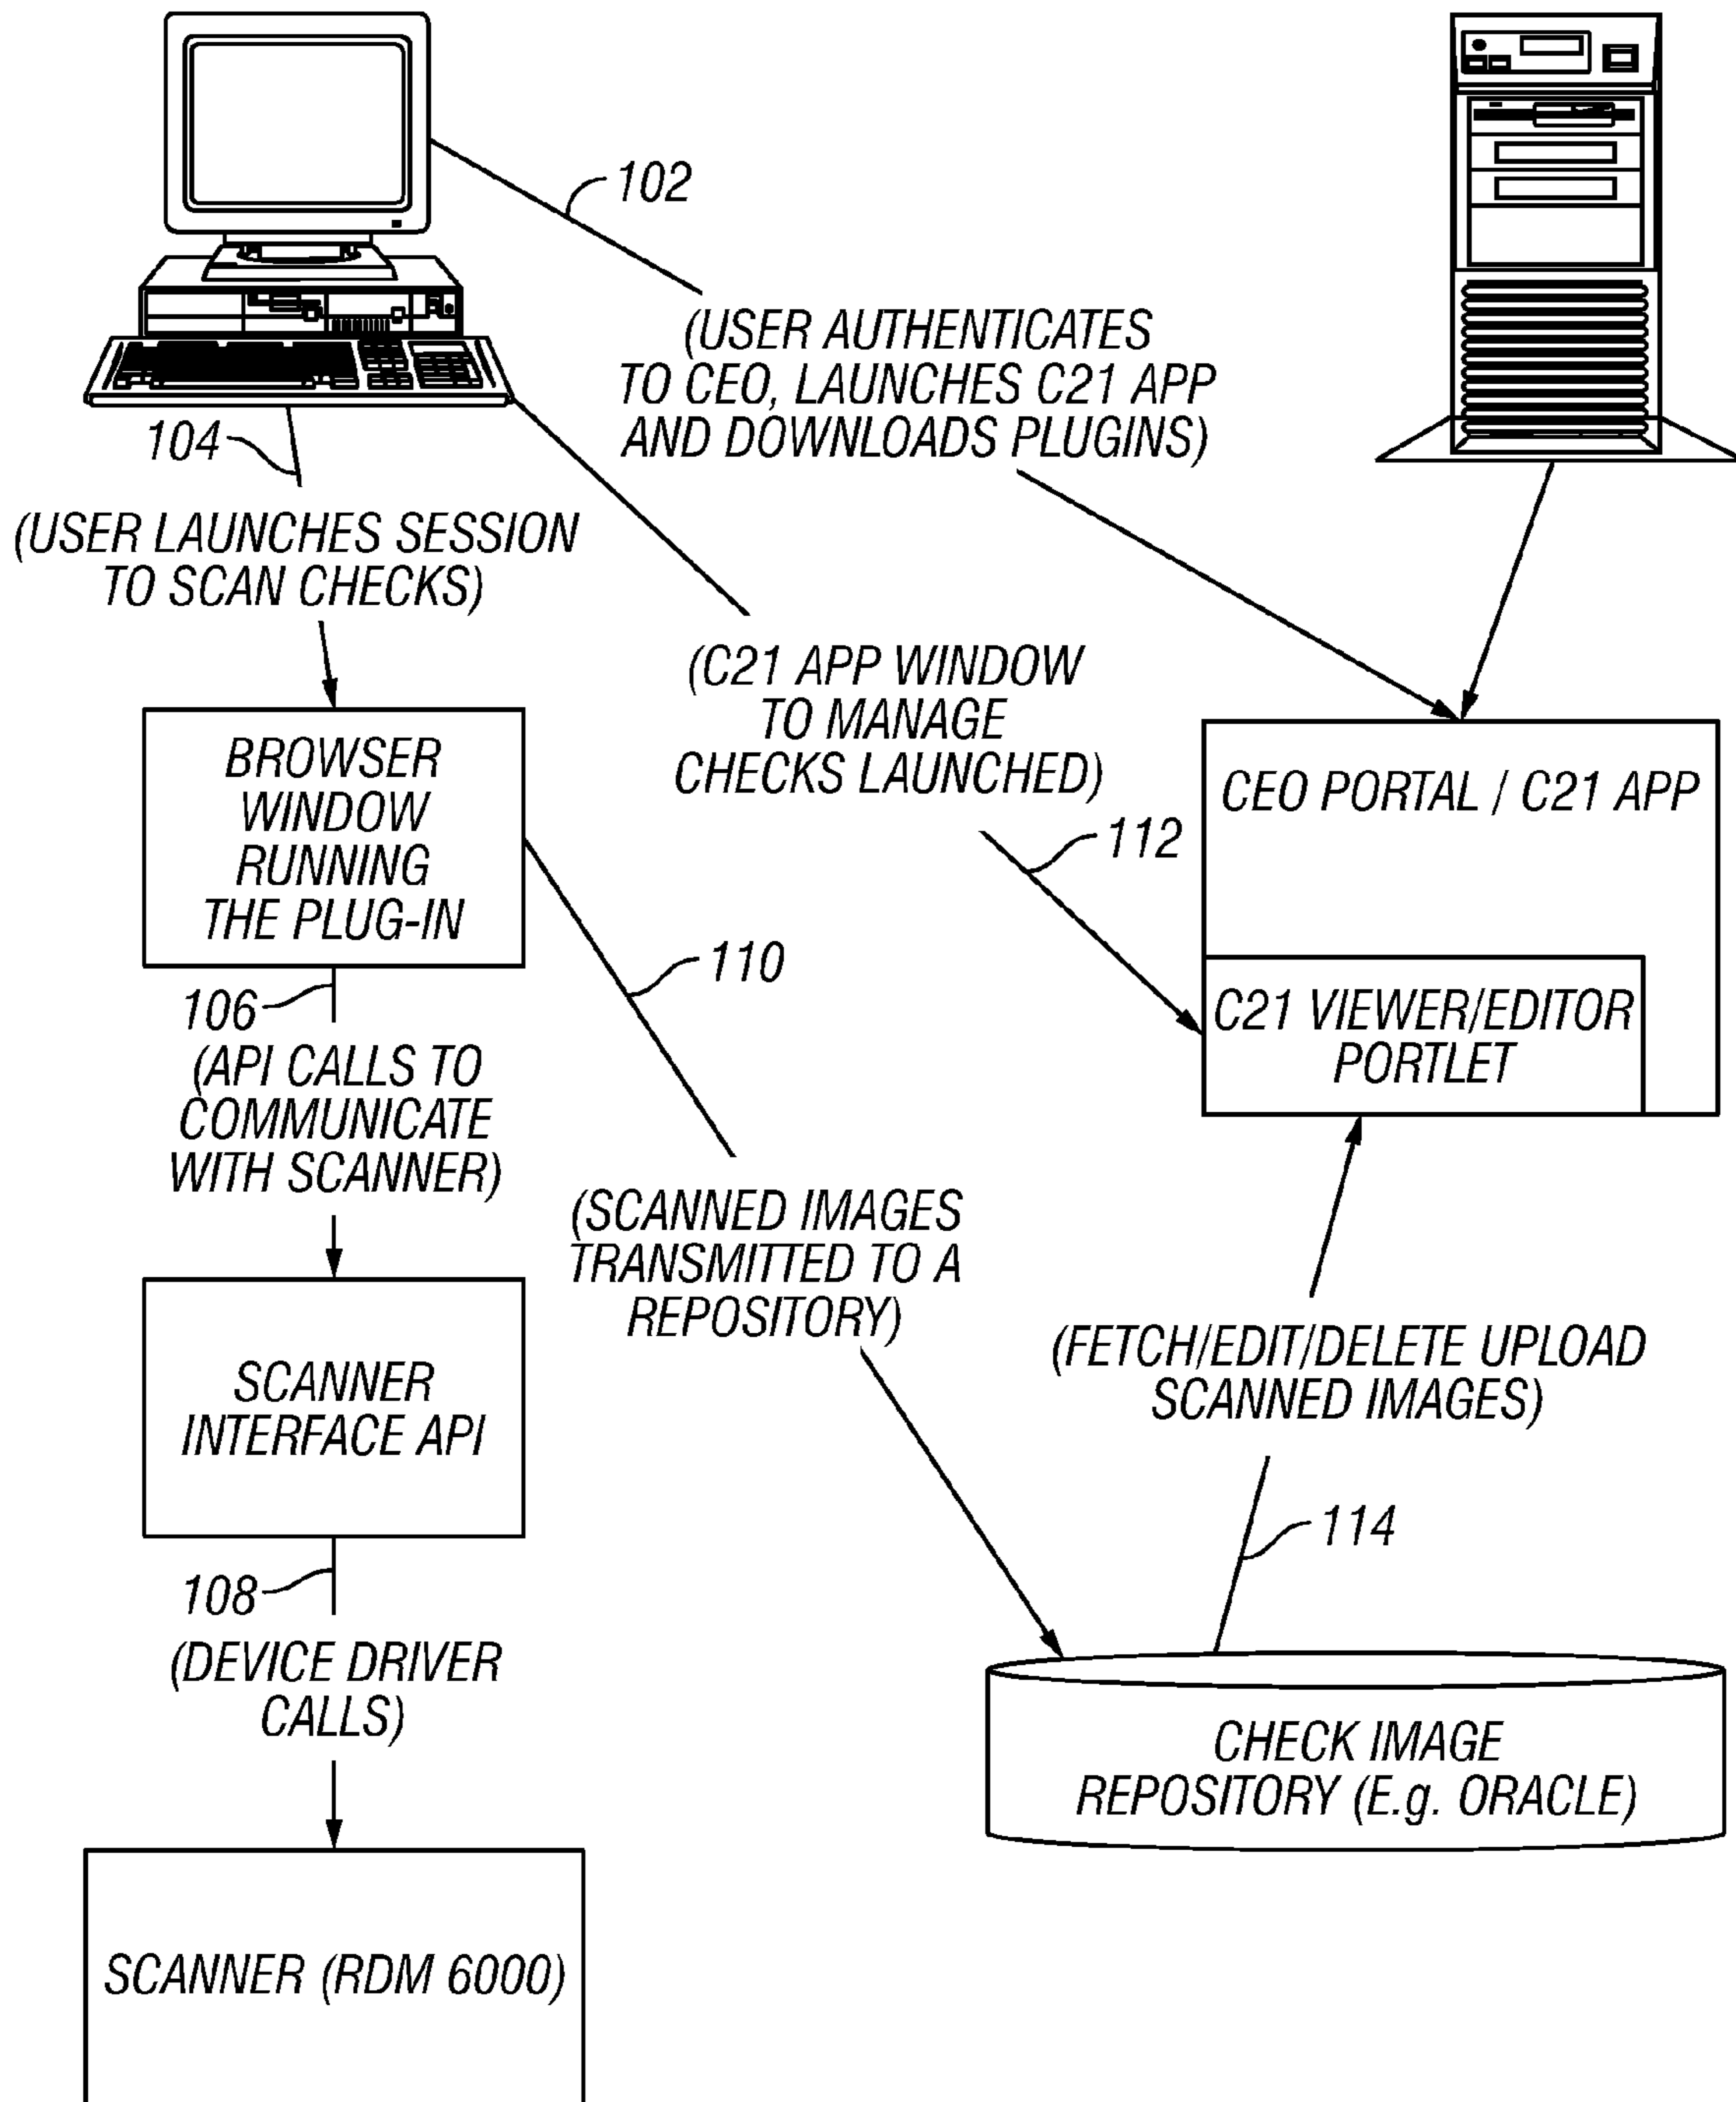 102
(USER AUTHENTICATES
TO CEO, LAUNCHES C21 APP
AND DOWNLOADS PLUGINS)
104
(USER LAUNCHES SESSION
TO SCAN CHECKS)
(C21 APP WINDOW
TO MANAGE
CHECKS LAUNCHED)
112
BROWSER
WINDOW
RUNNING
THE PLUG-IN
CEO PORTAL / C21 APP
C21 VIEWER/EDITOR
PORTLET
110
106
(API CALLS TO
COMMUNICATE
WITH SCANNER)
(SCANNED IMAGES
TRANSMITTED TO A
REPOSITORY)
SCANNER
INTERFACE API
(FETCH/EDIT/DELETE UPLOAD
SCANNED IMAGES)
114
108
(DEVICE DRIVER
CALLS)
CHECK IMAGE
REPOSITORY (E.g. ORACLE)
SCANNER (RDM 6000)